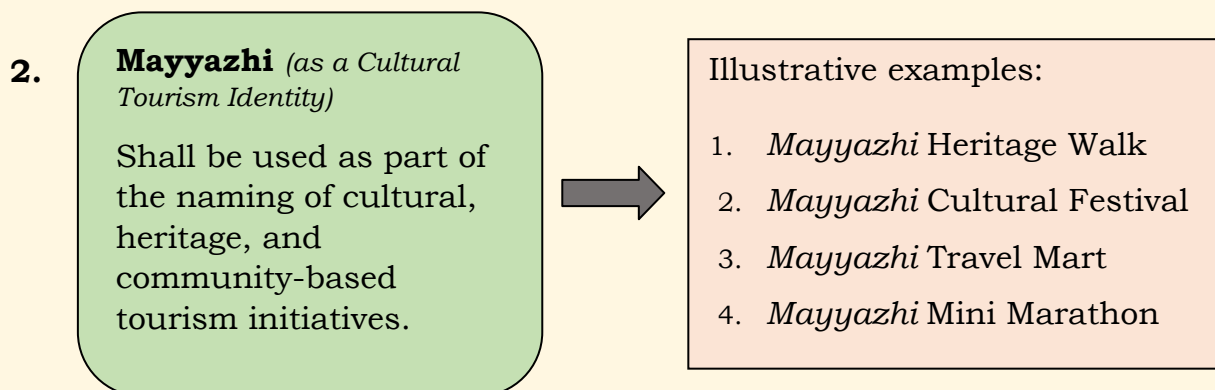 2.
Mayyazhi (as a Cultural
Tourism Identity)
Shall be used as part of
the naming of cultural,
heritage, and
community-based
tourism initiatives.
Illustrative examples:
1. Mayyazhi Heritage Walk
2. Mayyazhi Cultural Festival
3. Mayyazhi Travel Mart
4. Mayyazhi Mini Marathon